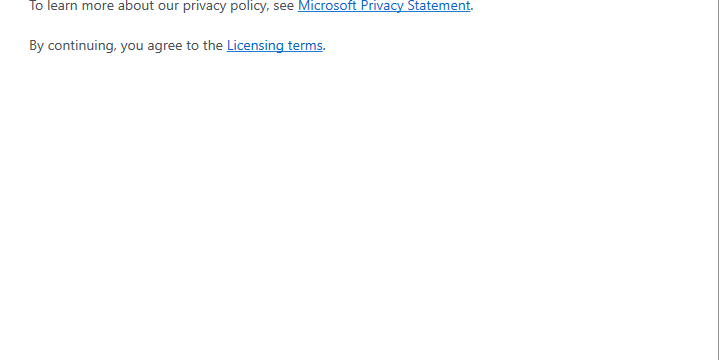 To learn more about our privacy policy, see Microsoft Privacy Statement.
By continuing, you agree to the Licensing terms.